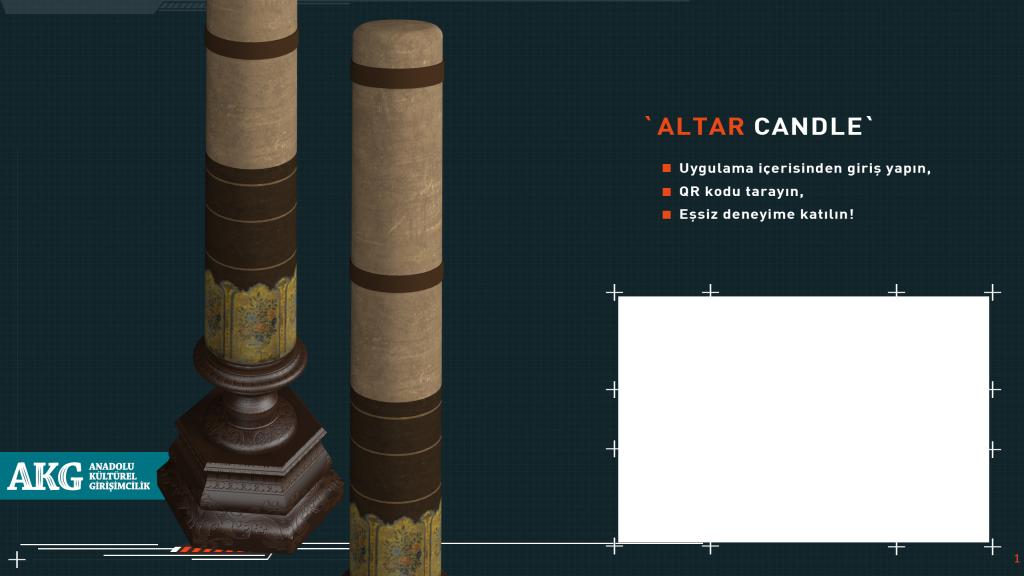 `ALTAR CANDLE`
Uygulama içerisinden giriş yapın,
QR kodu tarayın,
Eşsiz deneyime katılın!
AKG
ANADOLU
KÜLTÜREL
GİRİŞİMCİLİK
1